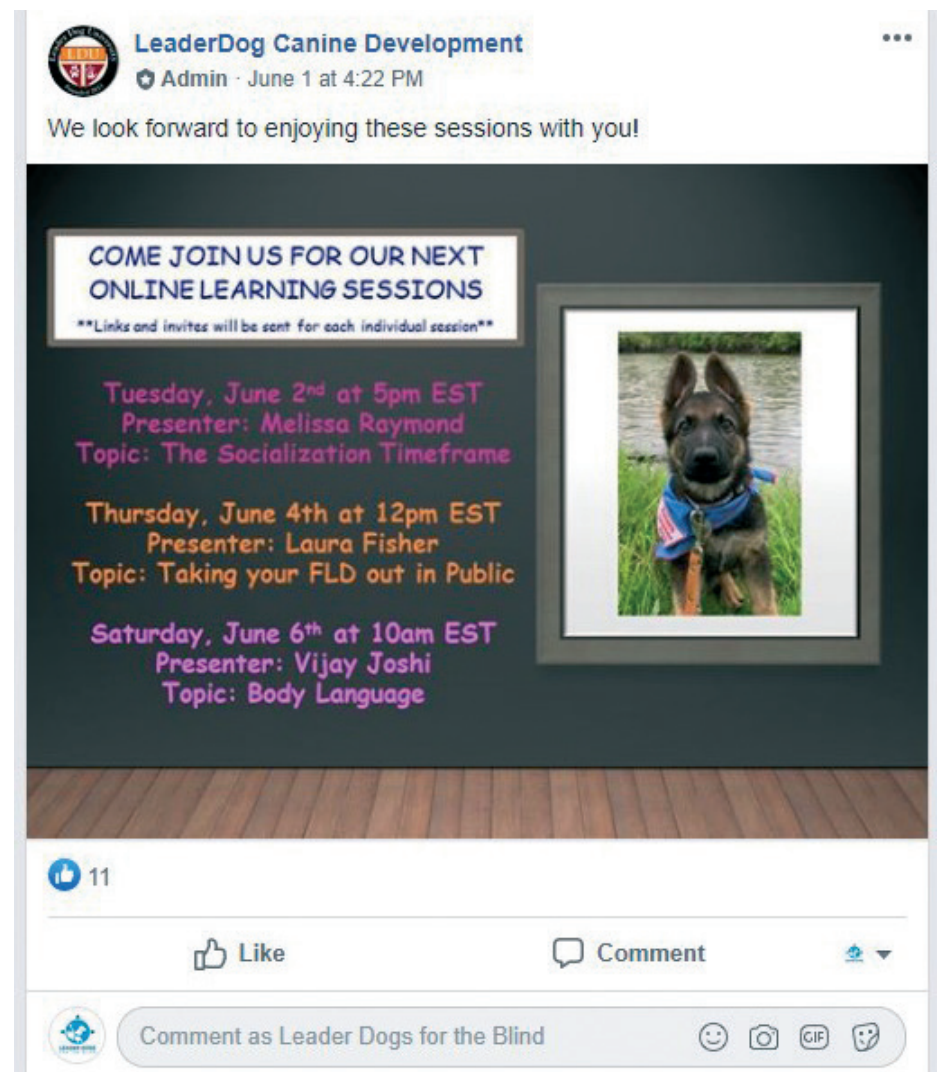 LDU
LeaderDog Canine Development
Admin · June 1 at 4:22 PM
We look forward to enjoying these sessions with you!
COME JOIN US FOR OUR NEXT
ONLINE LEARNING SESSIONS
**Links and invites will be sent for each individual session**
Tuesday, June 2nd at 5pm EST
Presenter: Melissa Raymond
Topic: The Socialization Timeframe
Thursday, June 4th at 12pm EST
Presenter: Laura Fisher
Topic: Taking your FLD out in Public
Saturday, June 6th at 10am EST
Presenter: Vijay Joshi
Topic: Body Language
11
Like
Comment
Comment as Leader Dogs for the Blind
GIF